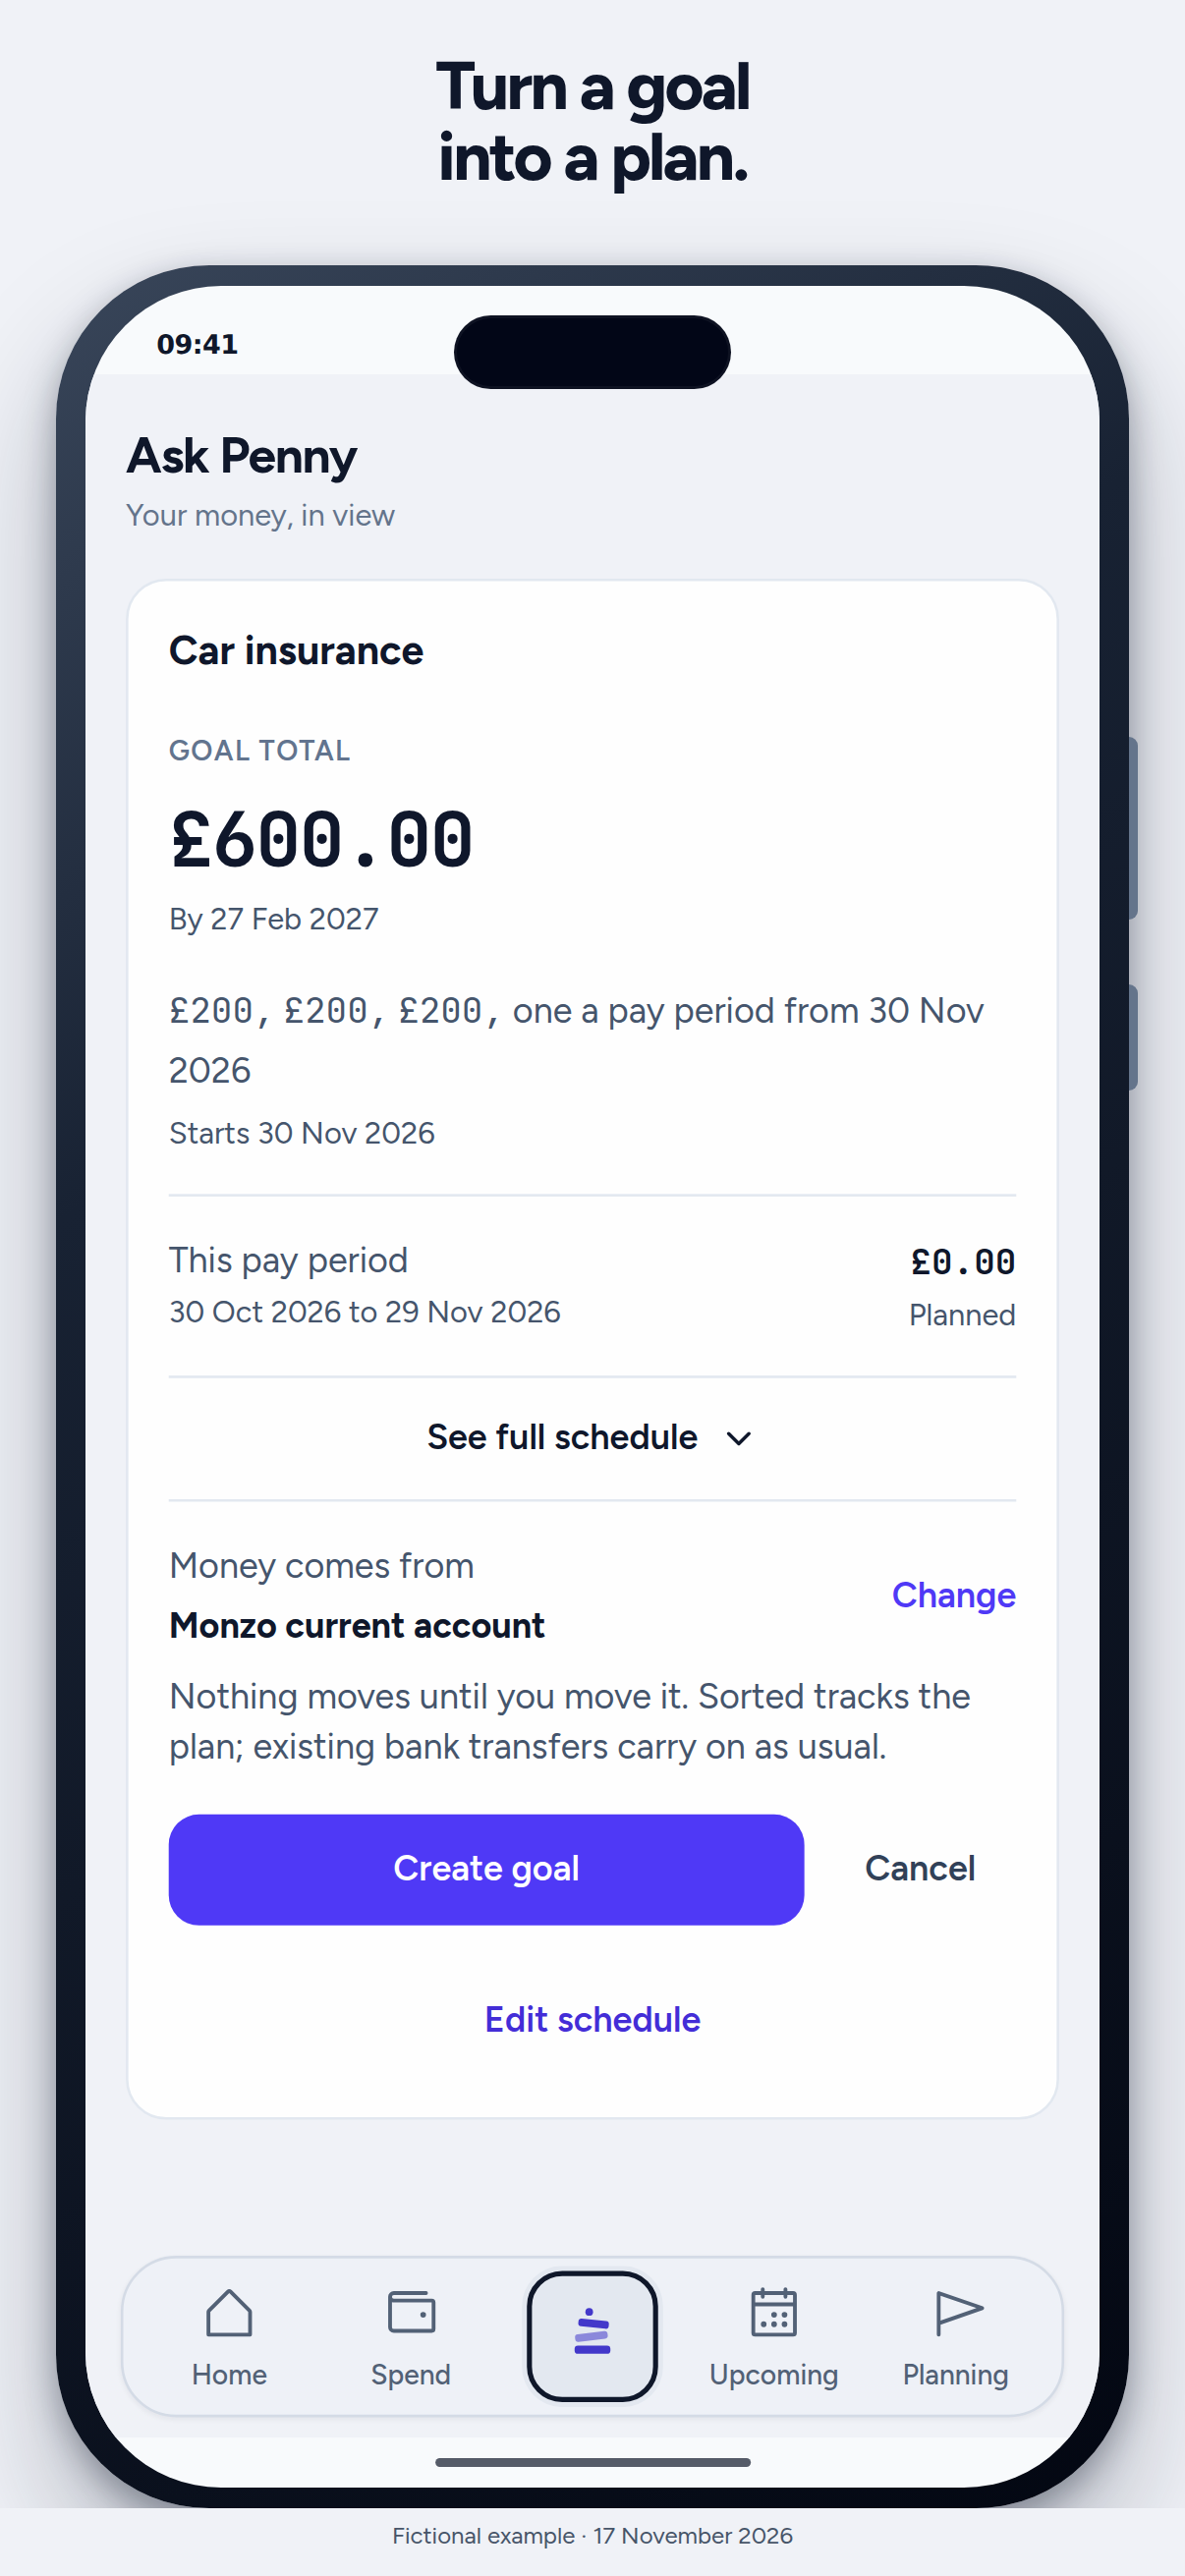 Turn a goal
into a plan.
09:41
Ask Penny
Your money, in view
Car insurance
GOAL TOTAL
£600.00
By 27 Feb 2027
£200, £200, £200, one a pay period from 30 Nov
2026
Starts 30 Nov 2026
This pay period
£0.00
30 Oct 2026 to 29 Nov 2026
Planned
See full schedule
Money comes from
Change
Monzo current account
Nothing moves until you move it. Sorted tracks the
plan; existing bank transfers carry on as usual.
Create goal
Cancel
Edit schedule
Home
Spend
Upcoming
Planning
Fictional example · 17 November 2026